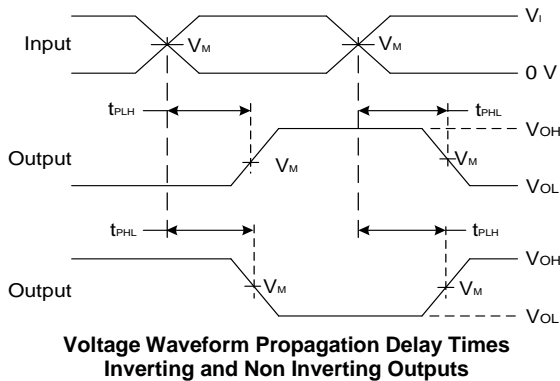 VI
Input
VM
VM
0 V
tPLH
tPHL
VOH
Output
VM
VM
VOL
tPHL
tPLH
VOH
Output
VM
VM
VOL
Voltage Waveform Propagation Delay Times
Inverting and Non Inverting Outputs